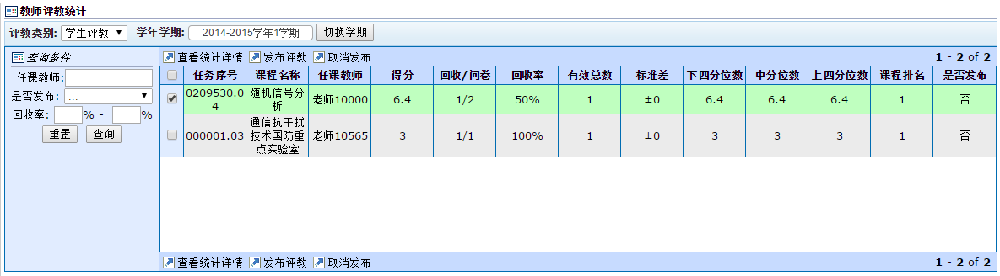 教师评教统计
评教类别: 学生评教 ▼ 学年学期: 2014-2015学年1学期 切换学期
查询条件
任课教师:
是否发布: ... ▼
回收率: % - %
重置 查询
查看统计详情 发布评教 取消发布 1 - 2 of 2
任务序号 课程名称 任课教师 得分 回收/问卷 回收率 有效总数 标准差 下四分位数 中分位数 上四分位数 课程排名 是否发布
0209530.0
4
随机信号分
析
老师10000 6.4 1/2 50% 1 ±0 6.4 6.4 6.4 1 否
000001.03
通信抗干扰
技术国防重
点实验室
老师10565 3 1/1 100% 1 ±0 3 3 3 1 否
查看统计详情 发布评教 取消发布 1 - 2 of 2